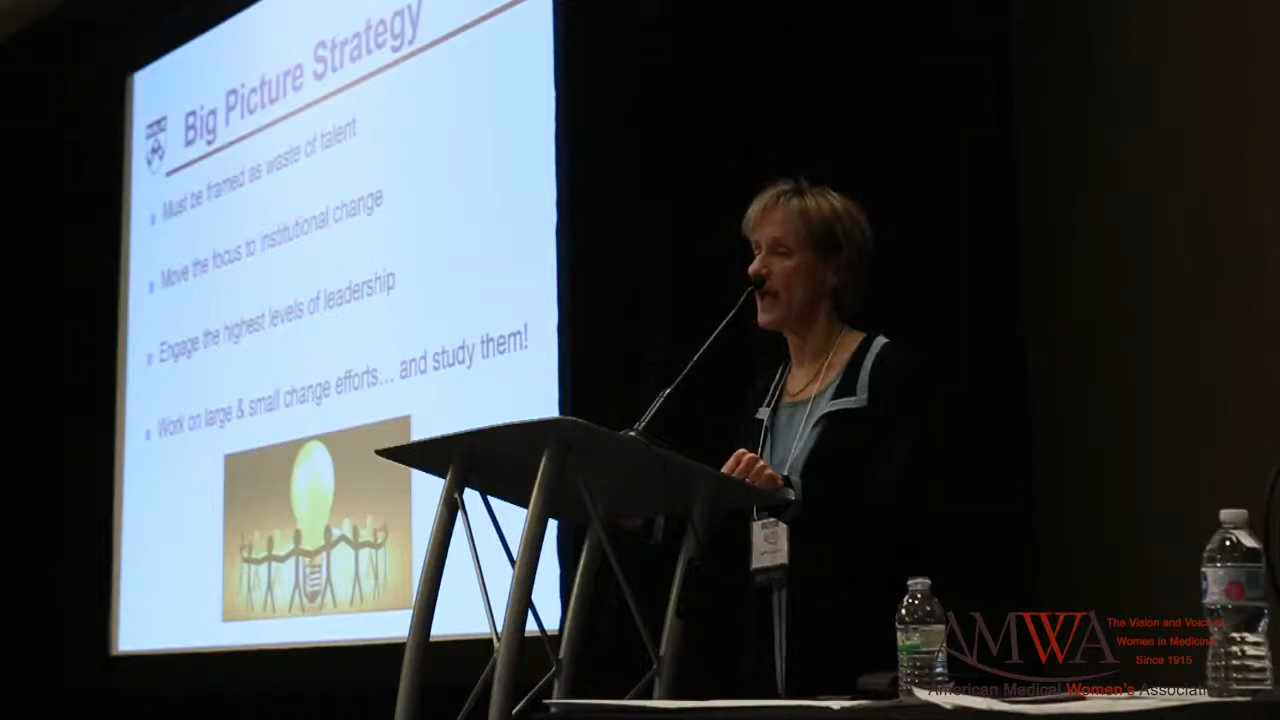 Big Picture Strategy
Must be framed as waste of talent
Move the focus to institutional change
Engage the highest levels of leadership
Work on large & small change efforts... and study them!
AMWA
The Vision and Voice of
Women in Medicine
Since 1915
American Medical Women's Associati